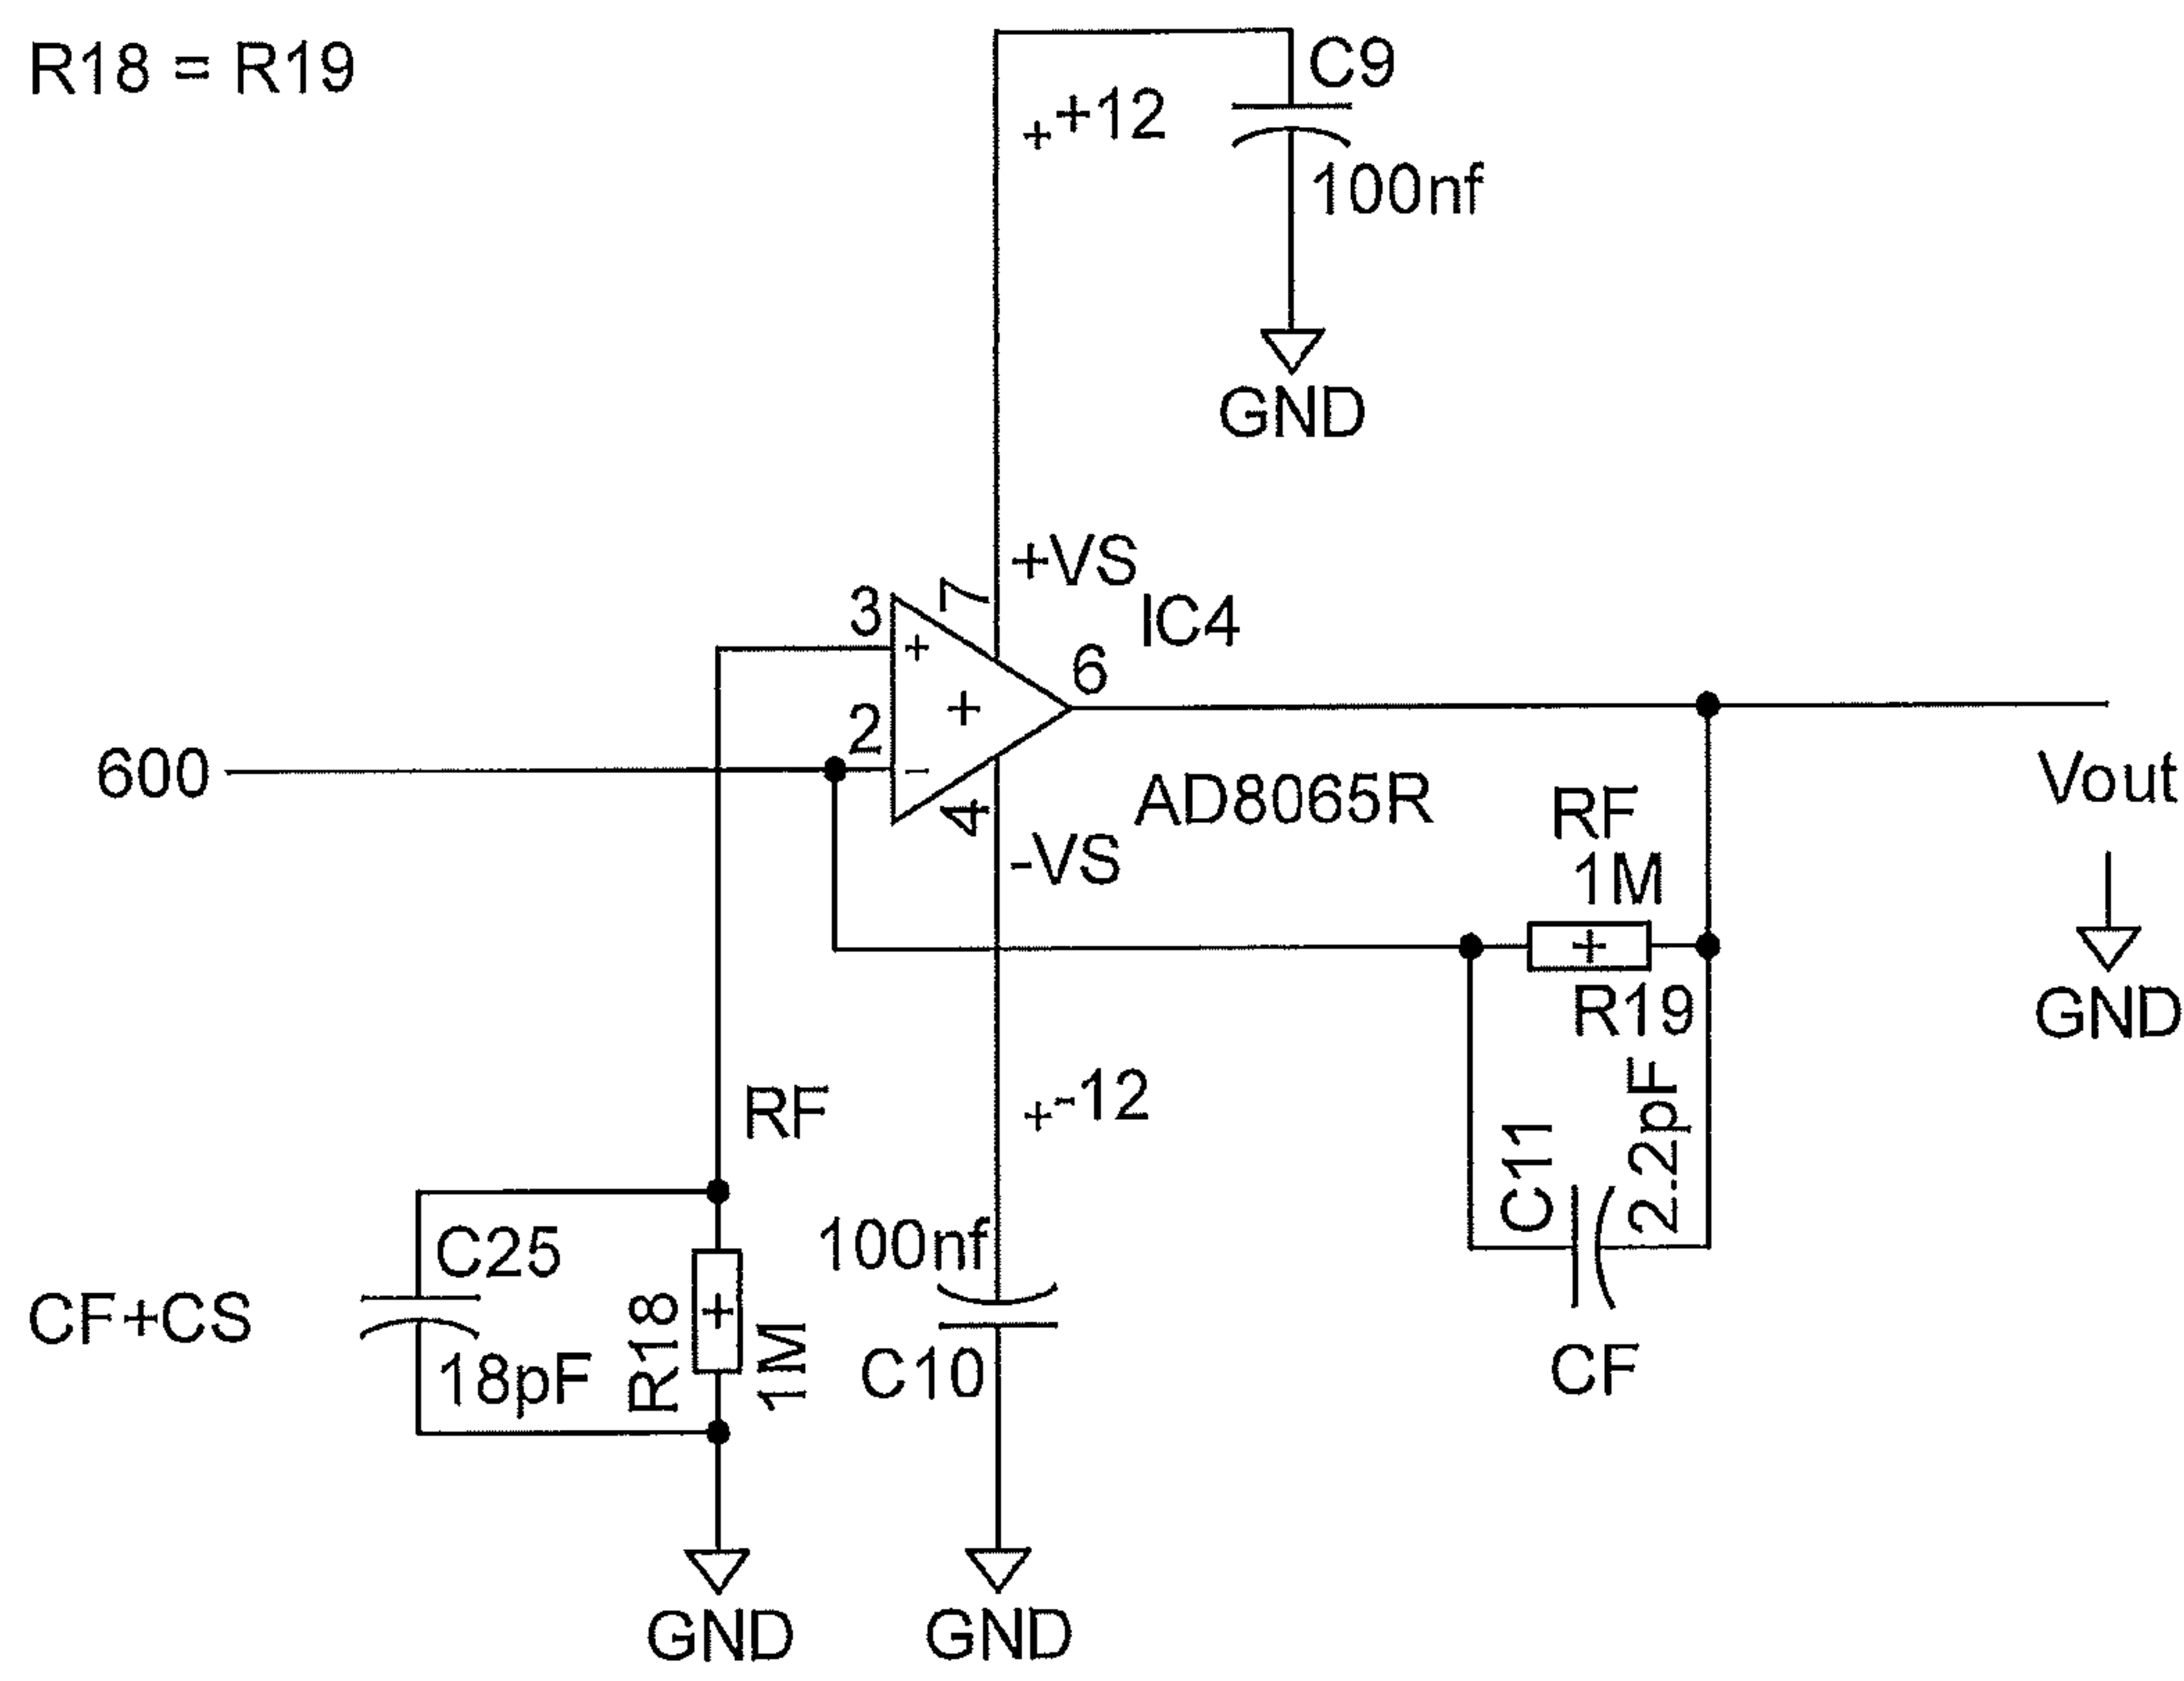 R18 = R19
C9
+12
100nf
GND
+VS
7
IC4
3
+
6
+
2
600
-
4
AD8065R
-VS
Vout
RF
1M
+
R19
GND
-12
RF
C11
2.2pF
100nf
C25
CF+CS
18pF
R18
+
1M
C10
CF
GND
GND